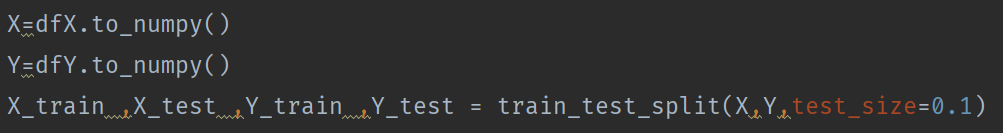 X=dfX.to_numpy()
Y=dfY.to_numpy()
X_train ,X_test ,Y_train ,Y_test = train_test_split(X,Y,test_size=0.1)